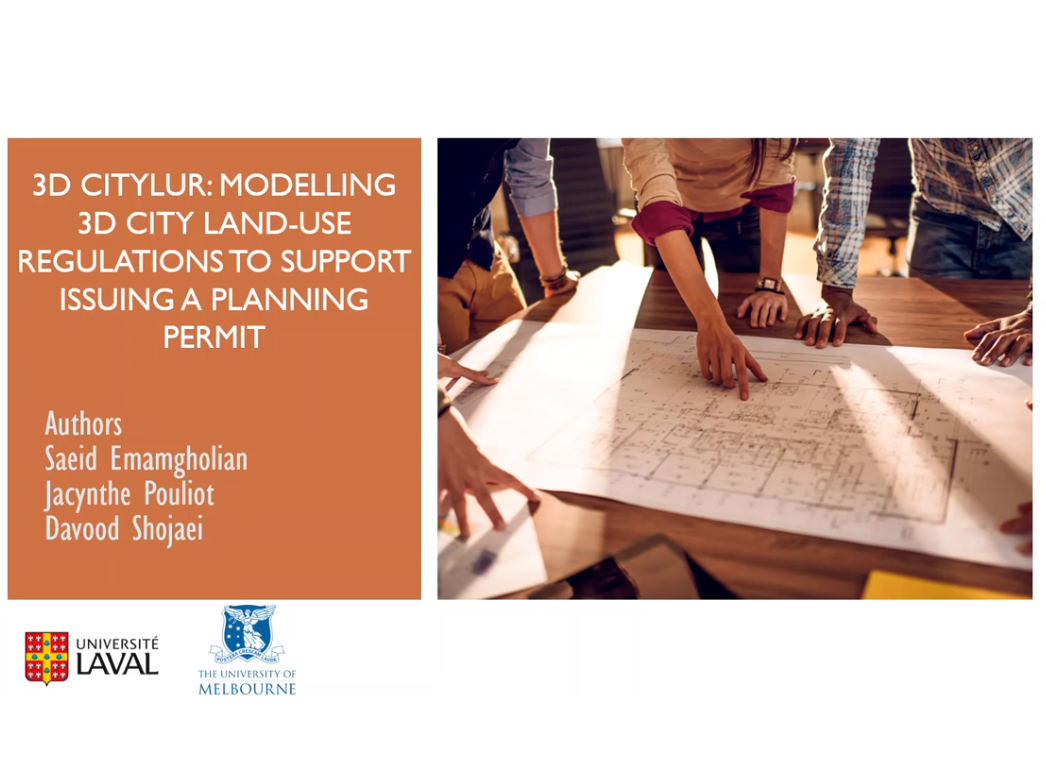 3D CITYLUR: MODELLING
3D CITY LAND-USE
REGULATIONS TO SUPPORT
ISSUING A PLANNING
PERMIT
Authors
Saeid Emamgholian
Jacynthe Pouliot
Davood Shojaei
UNIVERSITÉ
LAVAL
POSTERA CRESCAM LAUDE
THE UNIVERSITY OF
MELBOURNE